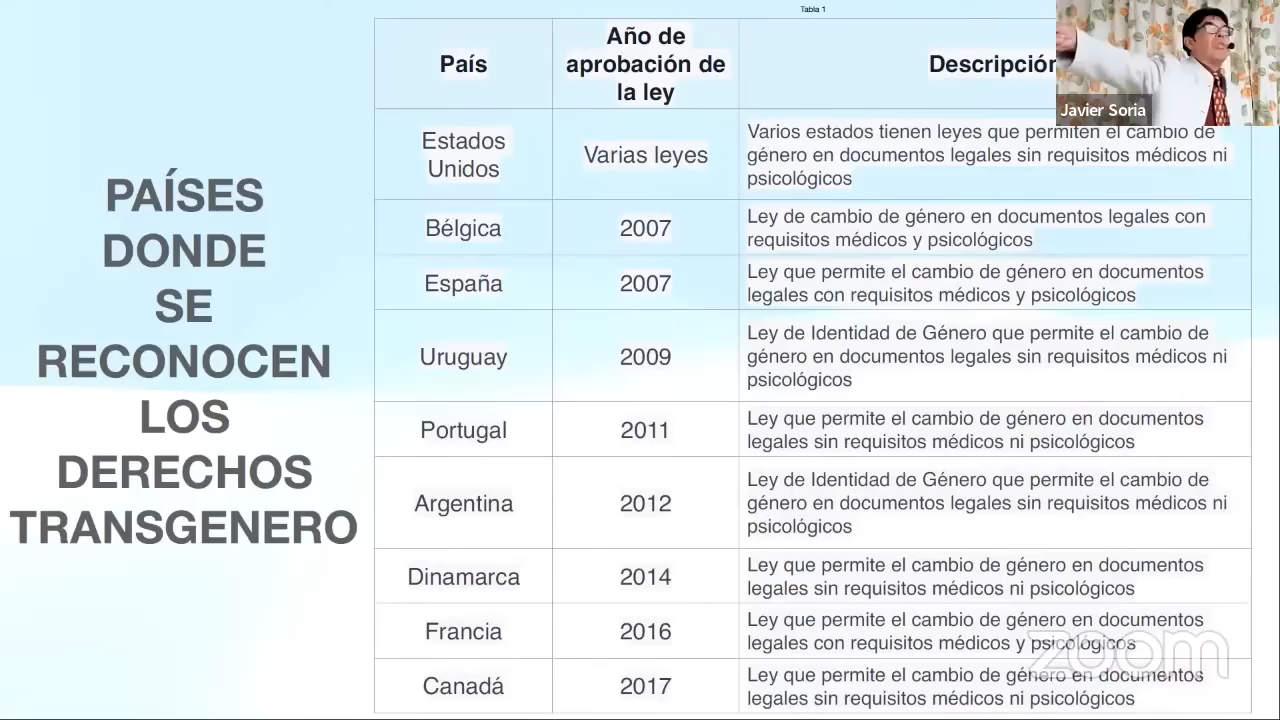 Tabla 1
PAÍSES
DONDE
SE
RECONOCEN
LOS
DERECHOS
TRANSGENERO
País
Año de
aprobación de
la ley
Descripción
Javier Soria
Estados
Unidos
Varias leyes
Varios estados tienen leyes que permiten el cambio de
género en documentos legales sin requisitos médicos ni
psicológicos
Bélgica
2007
Ley de cambio de género en documentos legales con
requisitos médicos y psicológicos
España
2007
Ley que permite el cambio de género en documentos
legales con requisitos médicos y psicológicos
Uruguay
2009
Ley de Identidad de Género que permite el cambio de
género en documentos legales sin requisitos médicos ni
psicológicos
Portugal
2011
Ley que permite el cambio de género en documentos
legales sin requisitos médicos ni psicológicos
Argentina
2012
Ley de Identidad de Género que permite el cambio de
género en documentos legales sin requisitos médicos ni
psicológicos
Dinamarca
2014
Ley que permite el cambio de género en documentos
legales sin requisitos médicos ni psicológicos
Francia
2016
Ley que permite el cambio de género en documentos
legales con requisitos médicos y psicológicos
Canadá
2017
Ley que permite el cambio de género en documentos
legales sin requisitos médicos ni psicológicos
zoom